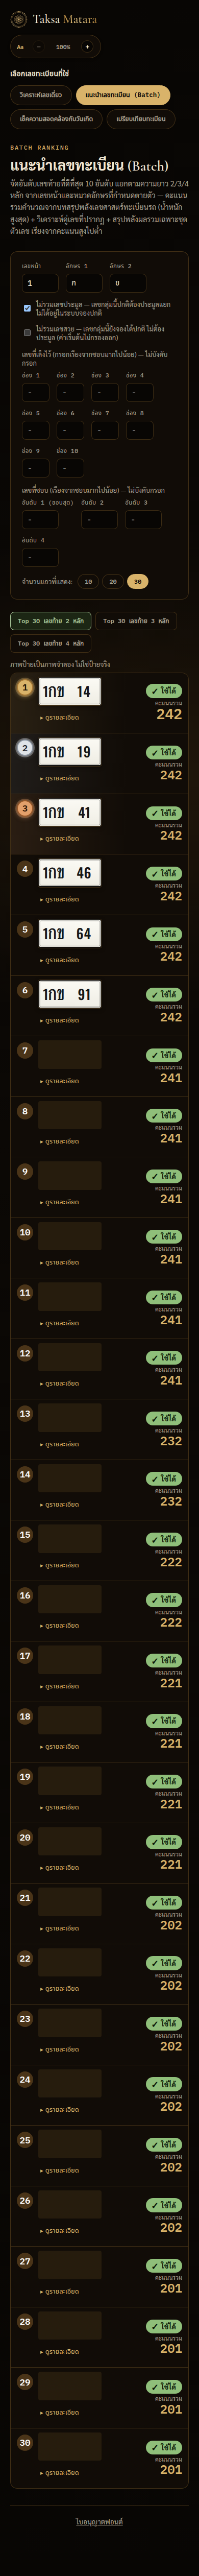 Taksa Matara
Aa − 100% +
เลือกเลขทะเบียนที่ใช่
วิเคราะห์เลขเดี่ยว
แนะนำเลขทะเบียน (Batch)
เช็คความสอดคล้องกับวันเกิด
เปรียบเทียบทะเบียน
BATCH RANKING
แนะนำเลขทะเบียน (Batch)
จัดอันดับเลขท้ายที่ดีที่สุด 10 อันดับ แยกตามความยาว 2/3/4
หลัก จากเลขหน้าและหมวดอักษรที่กำหนดตายตัว — คะแนน
รวมคำนวณจากบทสรุปพลังเลขศาสตร์ทะเบียนรถ (น้ำหนัก
สูงสุด) + วิเคราะห์คู่เลขที่ปรากฏ + สรุปพลังผลรวมเฉพาะชุด
ตัวเลข เรียงจากคะแนนสูงไปต่ำ
เลขหน้า อักษร 1 อักษร 2
1 ก ข
ไม่รวมเลขประมูล — เลขกลุ่มนี้ปกติต้องประมูลแยก
ไม่ได้อยู่ในระบบจองปกติ
ไม่รวมเลขสวย — เลขกลุ่มนี้ยังจองได้ปกติ ไม่ต้อง
ประมูล (ค่าเริ่มต้นไม่กรองออก)
เลขที่เล็งไว้ (กรอกเรียงจากชอบมากไปน้อย) — ไม่บังคับ
กรอก
ช่อง 1 ช่อง 2 ช่อง 3 ช่อง 4
- - - -
ช่อง 5 ช่อง 6 ช่อง 7 ช่อง 8
- - - -
ช่อง 9 ช่อง 10
- -
เลขที่ชอบ (เรียงจากชอบมากไปน้อย) — ไม่บังคับกรอก
อันดับ 1 (ชอบสุด) อันดับ 2 อันดับ 3
- - -
อันดับ 4
-
จำนวนแถวที่แสดง: 10 20 30
Top 30 เลขท้าย 2 หลัก
Top 30 เลขท้าย 3 หลัก
Top 30 เลขท้าย 4 หลัก
ภาพป้ายเป็นภาพจำลอง ไม่ใช่ป้ายจริง
1 1กข 14 ✓ ใช้ได้
คะแนนรวม
▸ ดูรายละเอียด 242
2 1กข 19 ✓ ใช้ได้
คะแนนรวม
▸ ดูรายละเอียด 242
3 1กข 41 ✓ ใช้ได้
คะแนนรวม
▸ ดูรายละเอียด 242
4 1กข 46 ✓ ใช้ได้
คะแนนรวม
▸ ดูรายละเอียด 242
5 1กข 64 ✓ ใช้ได้
คะแนนรวม
▸ ดูรายละเอียด 242
6 1กข 91 ✓ ใช้ได้
คะแนนรวม
▸ ดูรายละเอียด 242
7 ✓ ใช้ได้
คะแนนรวม
▸ ดูรายละเอียด 241
8 ✓ ใช้ได้
คะแนนรวม
▸ ดูรายละเอียด 241
9 ✓ ใช้ได้
คะแนนรวม
▸ ดูรายละเอียด 241
10 ✓ ใช้ได้
คะแนนรวม
▸ ดูรายละเอียด 241
11 ✓ ใช้ได้
คะแนนรวม
▸ ดูรายละเอียด 241
12 ✓ ใช้ได้
คะแนนรวม
▸ ดูรายละเอียด 241
13 ✓ ใช้ได้
คะแนนรวม
▸ ดูรายละเอียด 232
14 ✓ ใช้ได้
คะแนนรวม
▸ ดูรายละเอียด 232
15 ✓ ใช้ได้
คะแนนรวม
▸ ดูรายละเอียด 222
16 ✓ ใช้ได้
คะแนนรวม
▸ ดูรายละเอียด 222
17 ✓ ใช้ได้
คะแนนรวม
▸ ดูรายละเอียด 221
18 ✓ ใช้ได้
คะแนนรวม
▸ ดูรายละเอียด 221
19 ✓ ใช้ได้
คะแนนรวม
▸ ดูรายละเอียด 221
20 ✓ ใช้ได้
คะแนนรวม
▸ ดูรายละเอียด 221
21 ✓ ใช้ได้
คะแนนรวม
▸ ดูรายละเอียด 202
22 ✓ ใช้ได้
คะแนนรวม
▸ ดูรายละเอียด 202
23 ✓ ใช้ได้
คะแนนรวม
▸ ดูรายละเอียด 202
24 ✓ ใช้ได้
คะแนนรวม
▸ ดูรายละเอียด 202
25 ✓ ใช้ได้
คะแนนรวม
▸ ดูรายละเอียด 202
26 ✓ ใช้ได้
คะแนนรวม
▸ ดูรายละเอียด 202
27 ✓ ใช้ได้
คะแนนรวม
▸ ดูรายละเอียด 201
28 ✓ ใช้ได้
คะแนนรวม
▸ ดูรายละเอียด 201
29 ✓ ใช้ได้
คะแนนรวม
▸ ดูรายละเอียด 201
30 ✓ ใช้ได้
คะแนนรวม
▸ ดูรายละเอียด 201
ใบอนุญาตฟอนต์